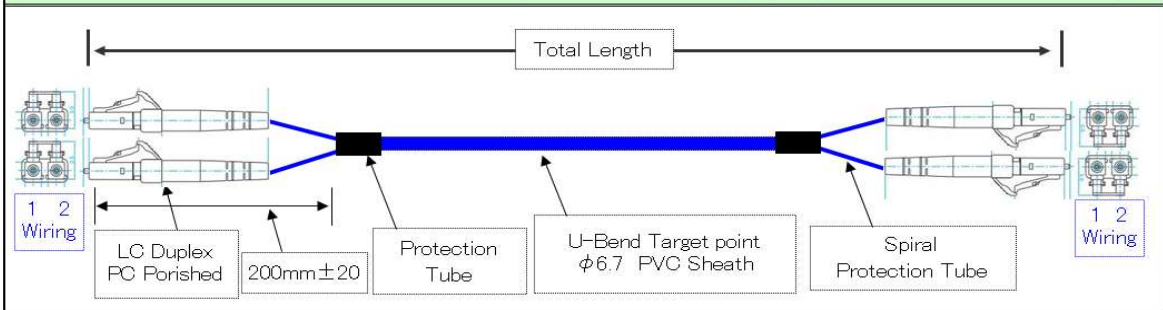 Total Length
1 2
Wiring
LC Duplex
PC Porished
200mm±20
Protection
Tube
U-Bend Target point
φ6.7 PVC Sheath
Spiral
Protection Tube
1 2
Wiring